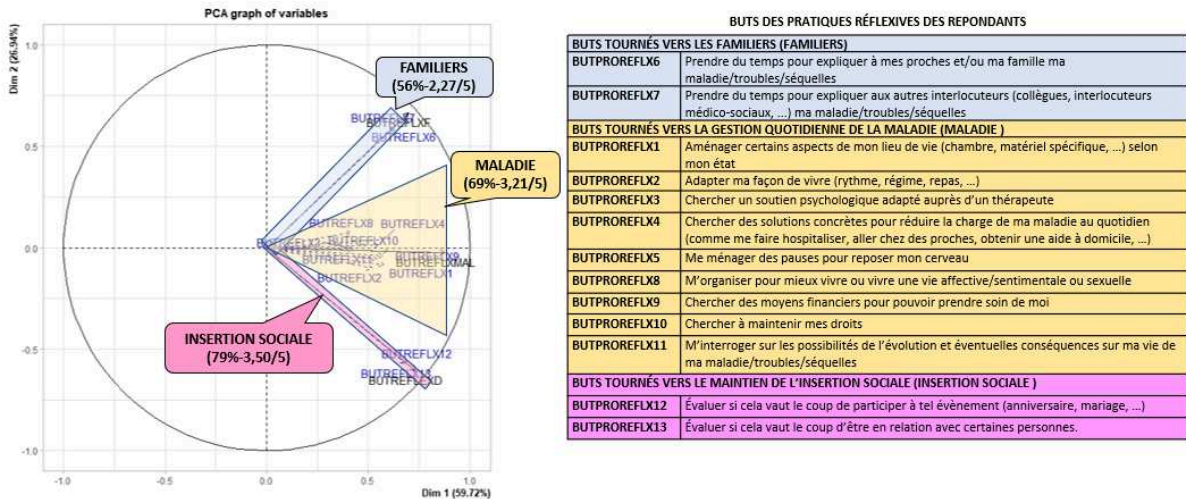 PCA graph of variables
Dim 2 (26.94%)
1.0
0.5
0.0
-0.5
-1.0
-1.0
-0.5
0.0
0.5
1.0
Dim 1 (59.72%)
FAMILIERS
(56%-2,27/5)
BUTREFLXF
BUTREFLX6
MALADIE
(69%-3,21/5)
BUTREFLX8
BUTREFLX4
BUTREFLX10
BUTREFLX9
BUTREFLXMAL
BUTREFLX1
BUTREFLX2
INSERTION SOCIALE
(79%-3,50/5)
BUTREFLX12
BUTREFLX13
BUTREFLXD
BUTS DES PRATIQUES RÉFLEXIVES DES REPONDANTS
BUTS TOURNÉS VERS LES FAMILIERS (FAMILIERS)
BUTPROREFLX6 Prendre du temps pour expliquer à mes proches et/ou ma famille ma
maladie/troubles/séquelles
BUTPROREFLX7 Prendre du temps pour expliquer aux autres interlocuteurs (collègues, interlocuteurs
médico-sociaux, ...) ma maladie/troubles/séquelles
BUTS TOURNÉS VERS LA GESTION QUOTIDIENNE DE LA MALADIE (MALADIE )
BUTPROREFLX1 Aménager certains aspects de mon lieu de vie (chambre, matériel spécifique, ...) selon
mon état
BUTPROREFLX2 Adapter ma façon de vivre (rythme, régime, repas, ...)
BUTPROREFLX3 Chercher un soutien psychologique adapté auprès d'un thérapeute
BUTPROREFLX4 Chercher des solutions concrètes pour réduire la charge de ma maladie au quotidien
(comme me faire hospitaliser, aller chez des proches, obtenir une aide à domicile, ...)
BUTPROREFLX5 Me ménager des pauses pour reposer mon cerveau
BUTPROREFLX8 M'organiser pour mieux vivre ou vivre une vie affective/sentimentale ou sexuelle
BUTPROREFLX9 Chercher des moyens financiers pour pouvoir prendre soin de moi
BUTPROREFLX10 Chercher à maintenir mes droits
BUTPROREFLX11 M'interroger sur les possibilités de l'évolution et éventuelles conséquences sur ma vie de
ma maladie/troubles/séquelles
BUTS TOURNÉS VERS LE MAINTIEN DE L'INSERTION SOCIALE (INSERTION SOCIALE )
BUTPROREFLX12 Évaluer si cela vaut le coup de participer à tel évènement (anniversaire, mariage, ...)
BUTPROREFLX13 Évaluer si cela vaut le coup d'être en relation avec certaines personnes.